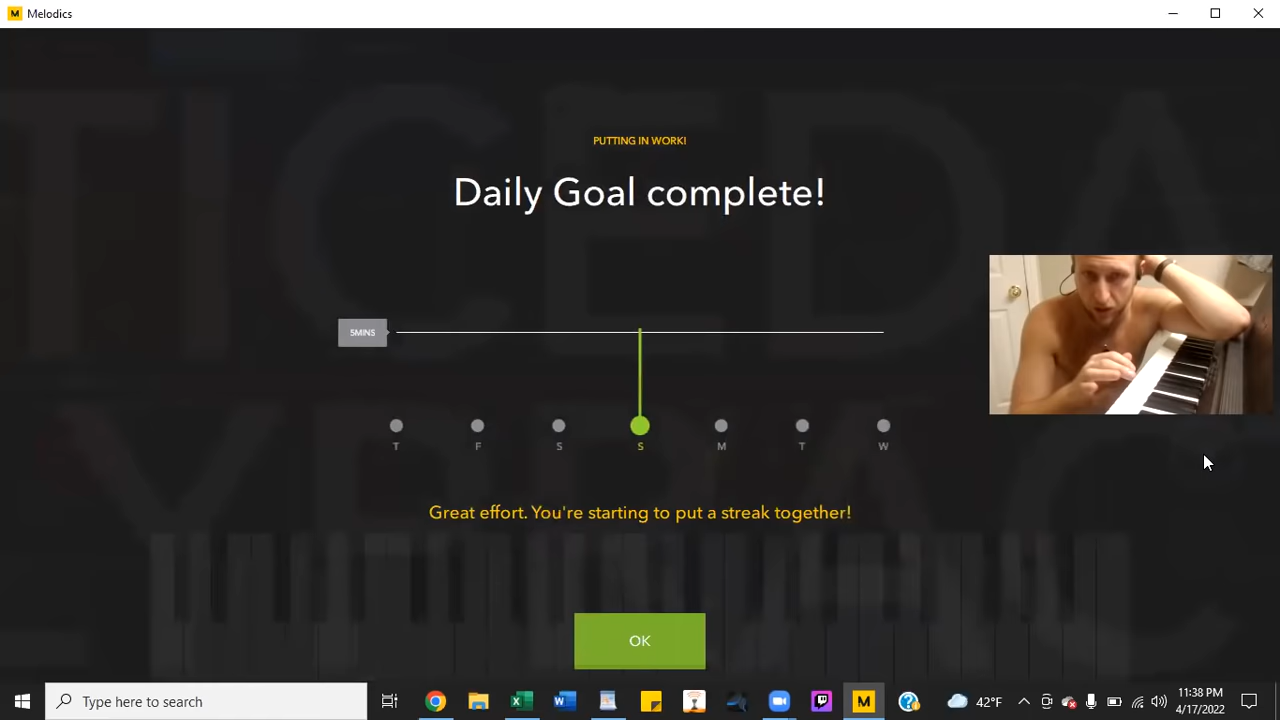 M Melodics
PUTTING IN WORK!
Daily Goal complete!
5MINS
T F S S M T W
Great effort. You're starting to put a streak together!
OK
Type here to search
42°F
11:38 PM
4/17/2022